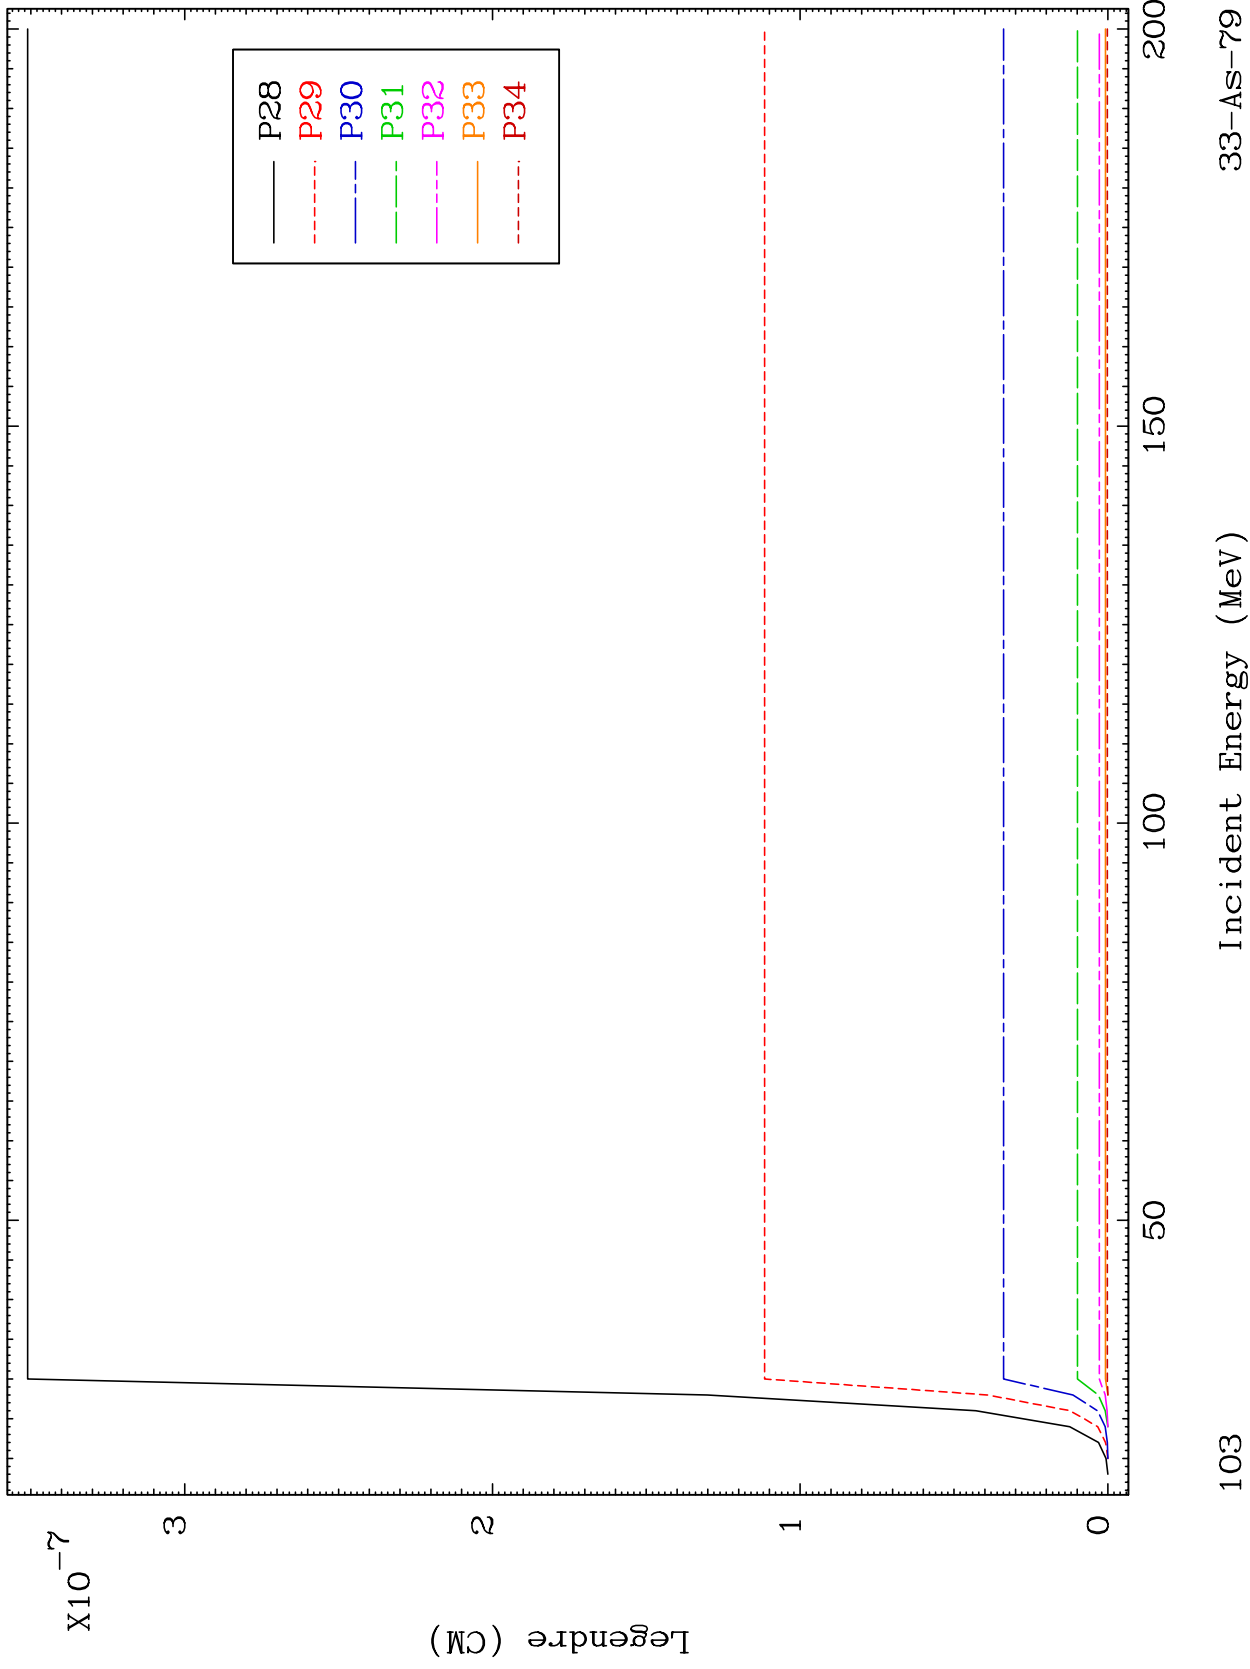 X10-7
3
2
1
0
Legendre (CM)
P28
P29
P30
P31
P32
P33
P34
50
100
150
200
Incident Energy (MeV)
103
33-As-79